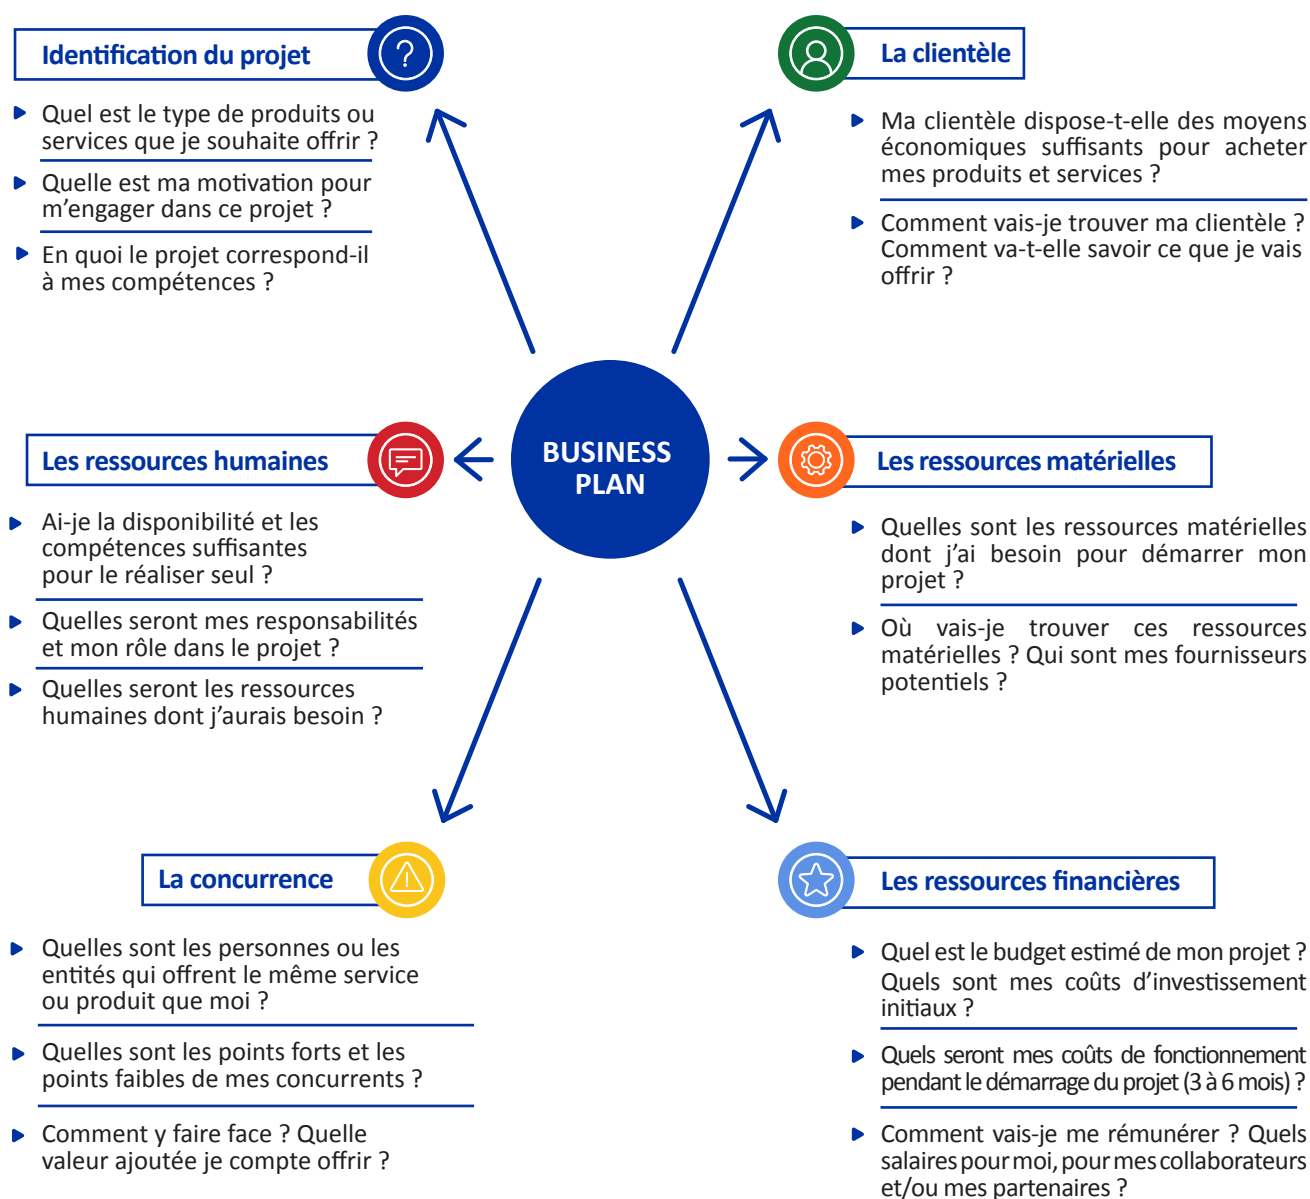 Identification du projet
Quel est le type de produits ou
services que je souhaite offrir ?
Quelle est ma motivation pour
m’engager dans ce projet ?
En quoi le projet correspond-il
à mes compétences ?
La clientèle
Ma clientèle dispose-t-elle des moyens
économiques suffisants pour acheter
mes produits et services ?
Comment vais-je trouver ma clientèle ?
Comment va-t-elle savoir ce que je vais
offrir ?
BUSINESS
PLAN
Les ressources humaines
Ai-je la disponibilité et les
compétences suffisantes
pour le réaliser seul ?
Quelles seront mes responsabilités
et mon rôle dans le projet ?
Quelles seront les ressources
humaines dont j’aurais besoin ?
Les ressources matérielles
Quelles sont les ressources matérielles
dont j’ai besoin pour démarrer mon
projet ?
Où vais-je trouver ces ressources
matérielles ? Qui sont mes fournisseurs
potentiels ?
La concurrence
Quelles sont les personnes ou les
entités qui offrent le même service
ou produit que moi ?
Quelles sont les points forts et les
points faibles de mes concurrents ?
Comment y faire face ? Quelle
valeur ajoutée je compte offrir ?
Les ressources financières
Quel est le budget estimé de mon projet ?
Quels sont mes coûts d’investissement
initiaux ?
Quels seront mes coûts de fonctionnement
pendant le démarrage du projet (3 à 6 mois) ?
Comment vais-je me rémunérer ? Quels
salaires pour moi, pour mes collaborateurs
et/ou mes partenaires ?